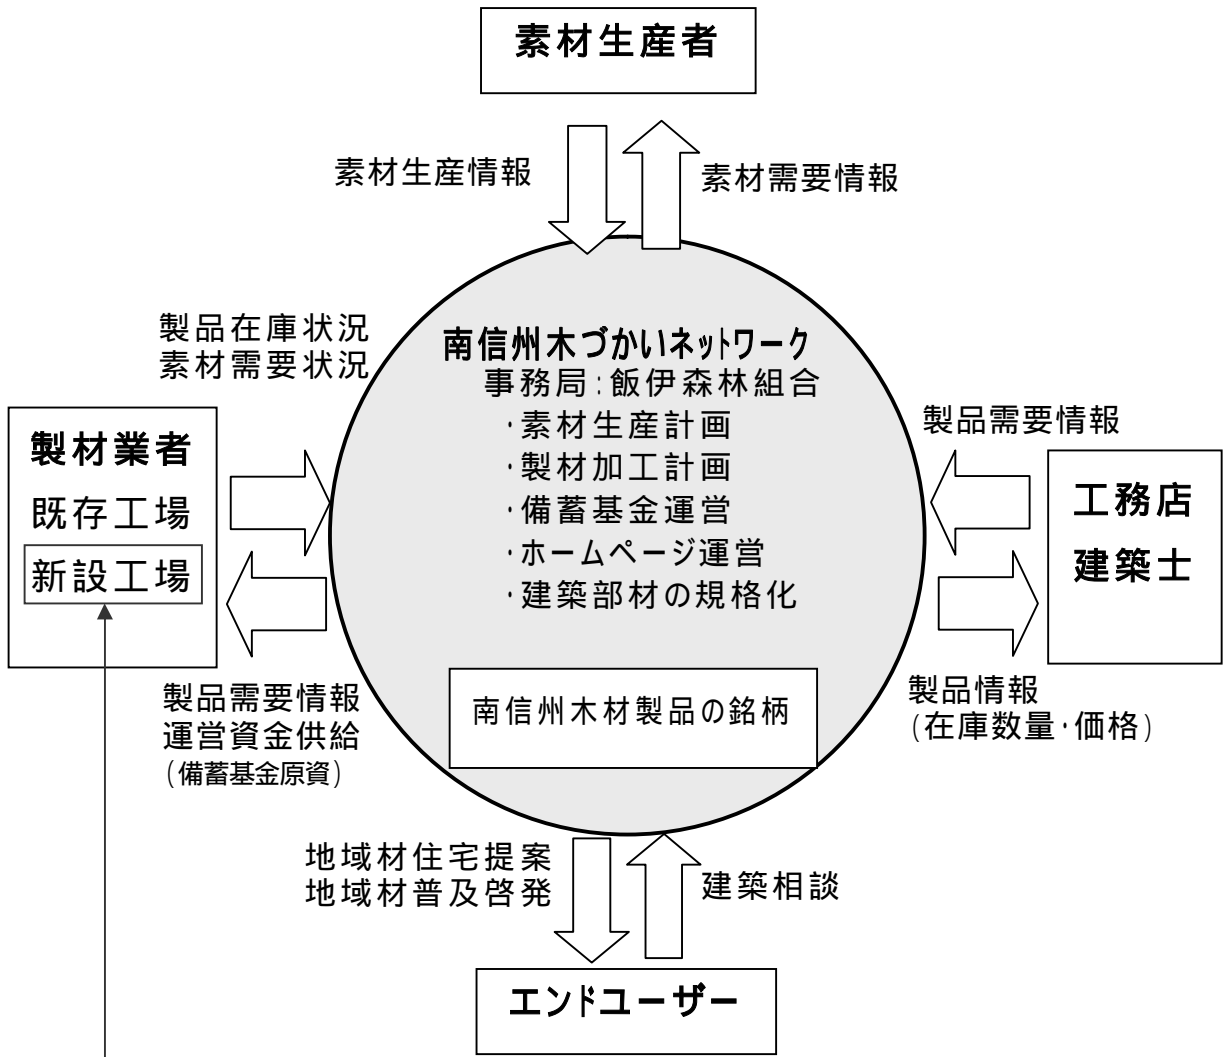 素材生産者
素材生産情報
素材需要情報
製品在庫状況
素材需要状況
南信州木づかいネットワーク
事務局:飯伊森林組合
・素材生産計画
・製材加工計画
・備蓄基金運営
・ホームページ運営
・建築部材の規格化
南信州木材製品の銘柄
製材業者
既存工場
新設工場
製品需要情報
運営資金供給
(備蓄基金原資)
製品需要情報
工務店
建築士
製品情報
(在庫数量・価格)
地域材住宅提案
地域材普及啓発
建築相談
エンドユーザー